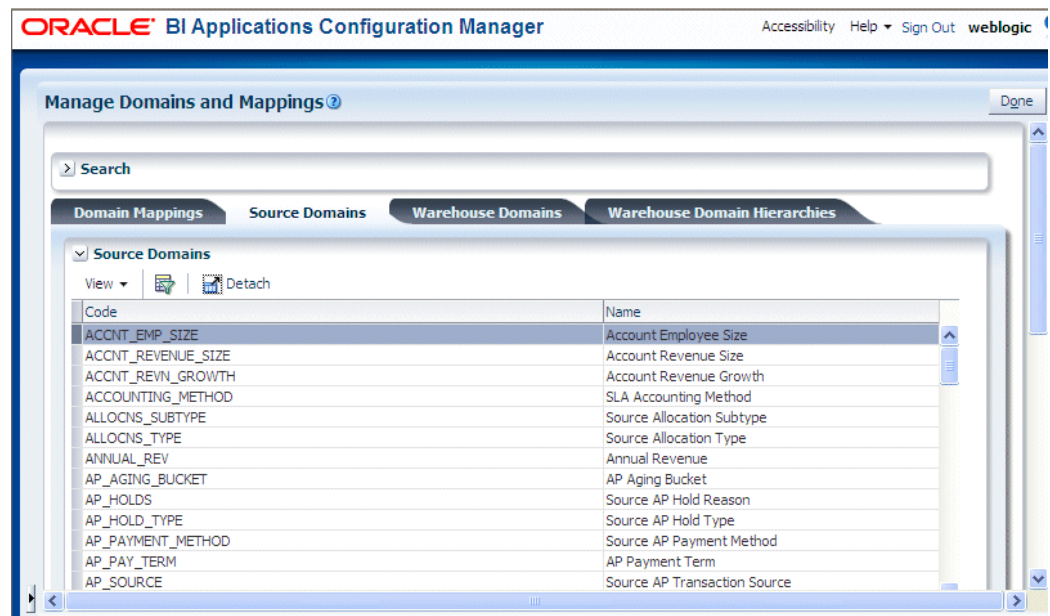 ORACLE BI Applications Configuration Manager Accessibility Help Sign Out weblogic
Manage Domains and Mappings Done
Search
Domain Mappings Source Domains Warehouse Domains Warehouse Domain Hierarchies
Source Domains
View Detach
Code Name
ACCNT_EMP_SIZE Account Employee Size
ACCNT_REVENUE_SIZE Account Revenue Size
ACCNT_REVN_GROWTH Account Revenue Growth
ACCOUNTING_METHOD SLA Accounting Method
ALLOCNS_SUBTYPE Source Allocation Subtype
ALLOCNS_TYPE Source Allocation Type
ANNUAL_REV Annual Revenue
AP_AGING_BUCKET AP Aging Bucket
AP_HOLDS Source AP Hold Reason
AP_HOLD_TYPE Source AP Hold Type
AP_PAYMENT_METHOD Source AP Payment Method
AP_PAY_TERM AP Payment Term
AP_SOURCE Source AP Transaction Source